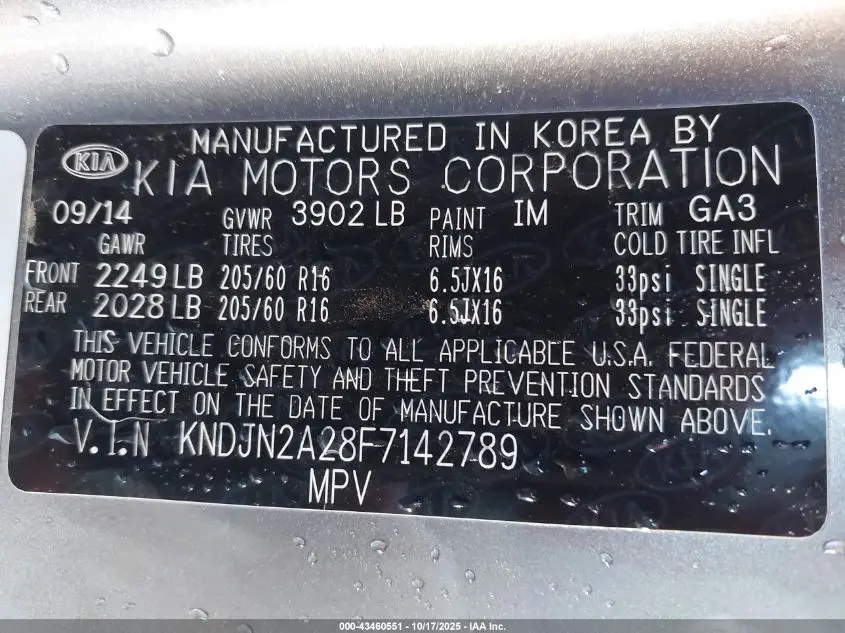 MANUFACTURED IN KOREA BY
KIA KIA MOTORS CORPORATION
09/14 GVWR 3902 LB PAINT IM TRIM GA3
GAWR TIRES RIMS COLD TIRE INFL
FRONT 2249 LB 205/60 R16 6.5JX16 33psi SINGLE
REAR 2028 LB 205/60 R16 6.5JX16 33psi SINGLE
THIS VEHICLE CONFORMS TO ALL APPLICABLE U.S.A. FEDERAL
MOTOR VEHICLE SAFETY AND THEFT PREVENTION STANDARDS
IN EFFECT ON THE DATE OF MANUFACTURE SHOWN ABOVE.
V.I.N KNDJN2A28F7142789
MPV
000-43460551 | 10/17/2025 | IAA Inc.